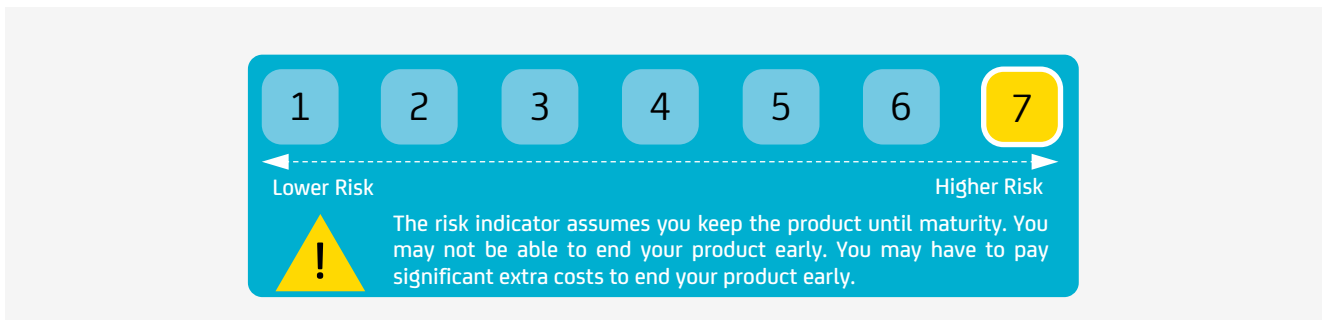 1 2 3 4 5 6 7
Lower Risk Higher Risk
The risk indicator assumes you keep the product until maturity. You
may not be able to end your product early. You may have to pay
significant extra costs to end your product early.
!